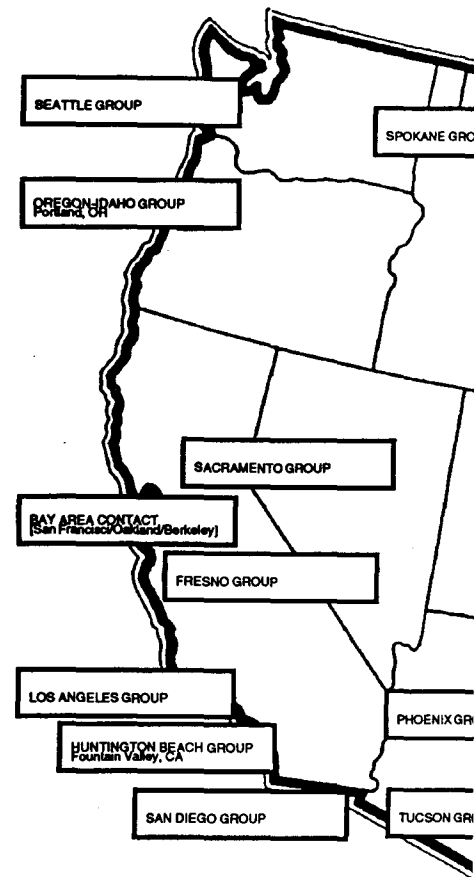 SEATTLE GROUP
SPOKANE GRO
OREGON-IDAHO GROUP
Portland, OR
SACRAMENTO GROUP
BAY AREA CONTACT
[San Francisci/Oakland/Berkeley]
FRESNO GROUP
LOS ANGELES GROUP
PHOENIX GR
HUNTINGTON BEACH GROUP
Fountain Valley, CA
SAN DIEGO GROUP
TUCSON GR